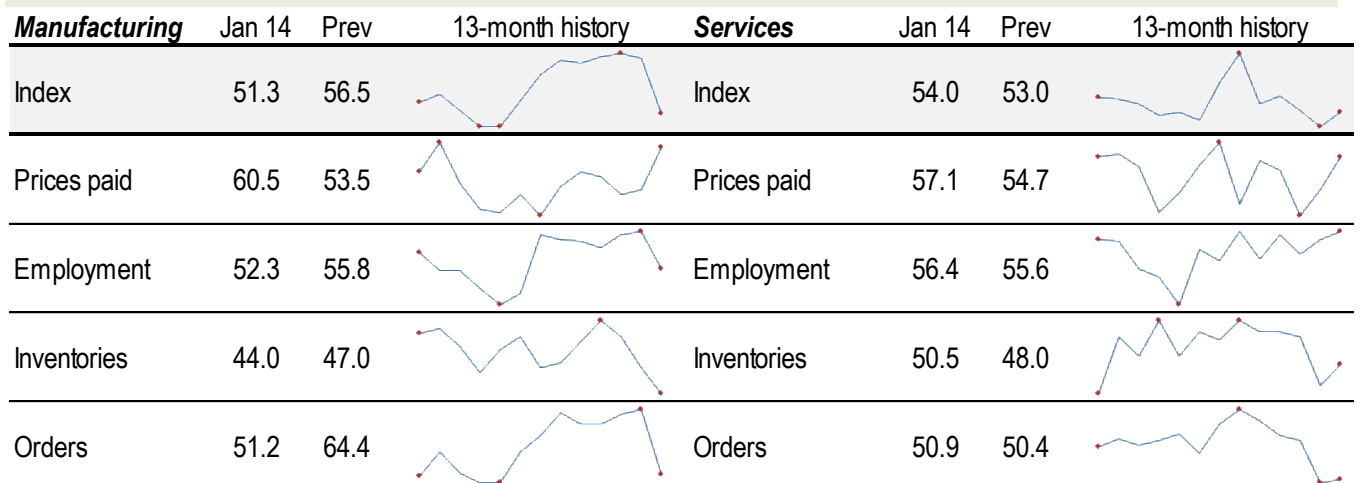 Manufacturing Jan 14 Prev 13-month history Services Jan 14 Prev 13-month history
Index 51.3 56.5 Index 54.0 53.0
Prices paid 60.5 53.5 Prices paid 57.1 54.7
Employment 52.3 55.8 Employment 56.4 55.6
Inventories 44.0 47.0 Inventories 50.5 48.0
Orders 51.2 64.4 Orders 50.9 50.4